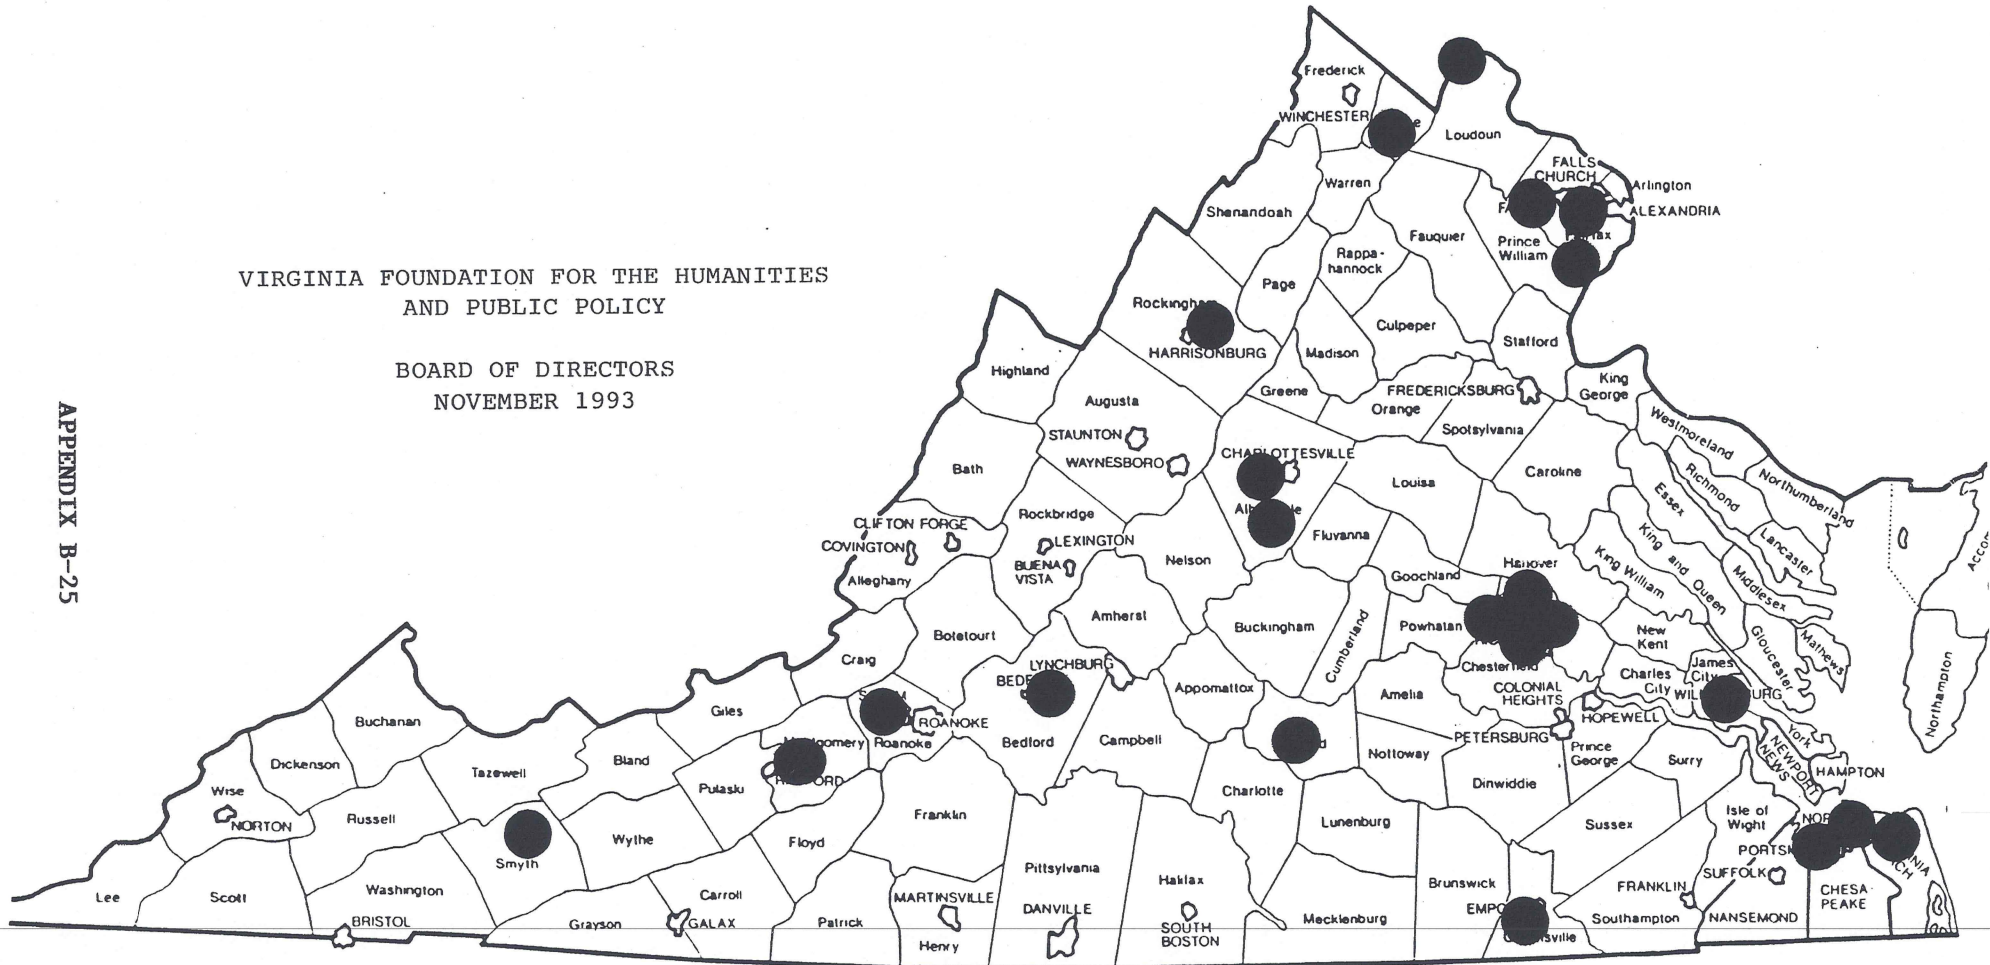 VIRGINIA FOUNDATION FOR THE HUMANITIES
AND PUBLIC POLICY
BOARD OF DIRECTORS
NOVEMBER 1993
APPENDIX B-25
Frederick
WINCHESTER
Loudoun
FALLS
CHURCH
Arlington
ALEXANDRIA
Warren
Shenandoah
Fauquier
Prince
William
Rappa-
hannock
Page
Rockingham
HARRISONBURG
Culpeper
Madison
Stafford
Highland
Greene
FREDERICKSBURG
King
George
Orange
Augusta
STAUNTON
WAYNESBORO
Spotsylvania
Westmoreland
CHARLOTTESVILLE
Bath
Louisa
Caroline
Richmond
Northumberland
Essex
Rockbridge
CLIFTON FORGE
COVINGTON
LEXINGTON
BUENA
VISTA
Fluvanna
Nelson
Alleghany
Goochland
Hanover
King William
King and Queen
Lancaster
Middlesex
Amherst
Buckingham
Cumberland
Powhatan
New
Kent
Gloucester
Mathews
Botetourt
Craig
LYNCHBURG
Chesterfield
James
City
Charles
City
Appomattox
Amelia
COLONIAL
HEIGHTS
HOPEWELL
Northampton
Giles
ROANOKE
Roanoke
Bedford
Campbell
Nottoway
PETERSBURG
Prince
George
Surry
York
NEWPORT
NEWS
HAMPTON
Buchanan
Dickenson
Tazewell
Bland
Montgomery
Pulaski
Charlotte
Dinwiddie
Wise
NORTON
Russell
Smyth
Wythe
Floyd
Franklin
Lunenburg
Sussex
Isle of
Wight
SUFFOLK
CHESA-
PEAKE
Lee
Scott
Washington
BRISTOL
Grayson
GALAX
Carroll
Patrick
MARTINSVILLE
Henry
Pittsylvania
DANVILLE
Halifax
SOUTH
BOSTON
Mecklenburg
Brunswick
FRANKLIN
Southampton
NANSEMOND